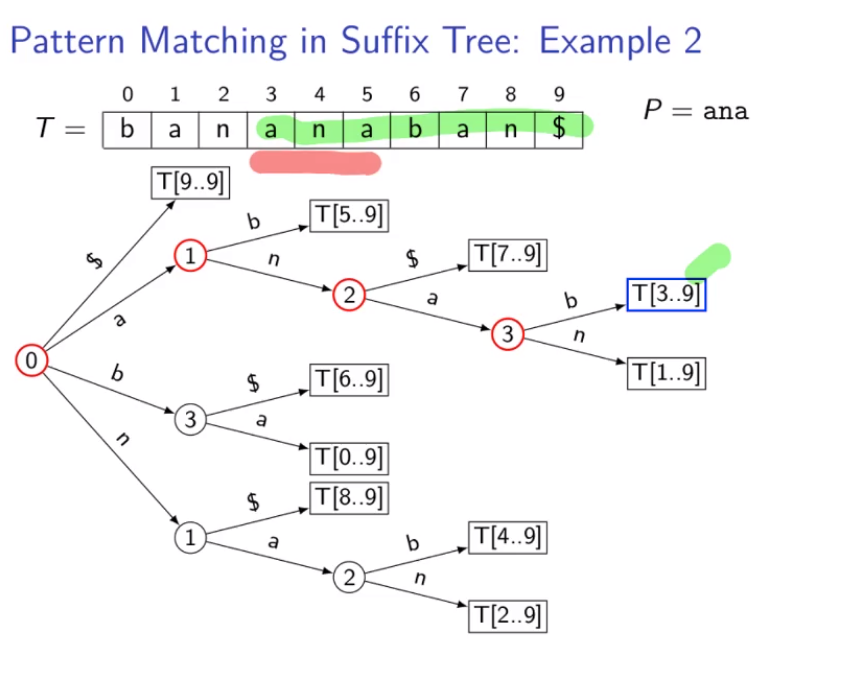 Pattern Matching in Suffix Tree: Example 2
0 1 2 3 4 5 6 7 8 9
T = b a n a n a b a n $ P = ana
T[9..9]
b T[5..9]
$ 1 n $ T[7..9]
2 a b T[3..9]
a 3 n
0 T[1..9]
b $ T[6..9]
3 a
n T[0..9]
$ T[8..9]
1 a b T[4..9]
2 n
T[2..9]